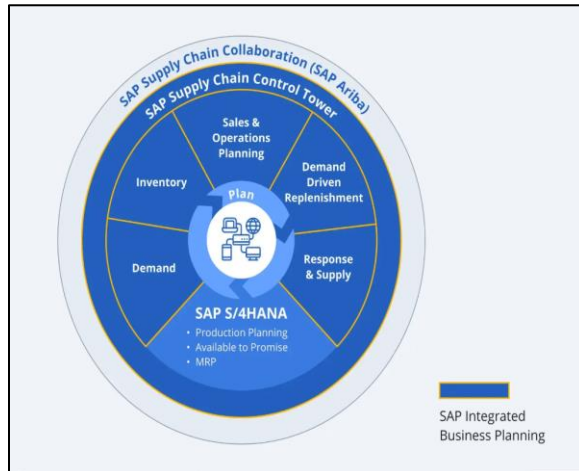 SAP Supply Chain Collaboration (SAP Ariba)
SAP Supply Chain Control Tower
Sales &
Operations
Planning
Inventory
Demand
Driven
Replenishment
Plan
Demand
Response
& Supply
SAP S/4HANA
• Production Planning
• Available to Promise
• MRP
SAP Integrated
Business Planning